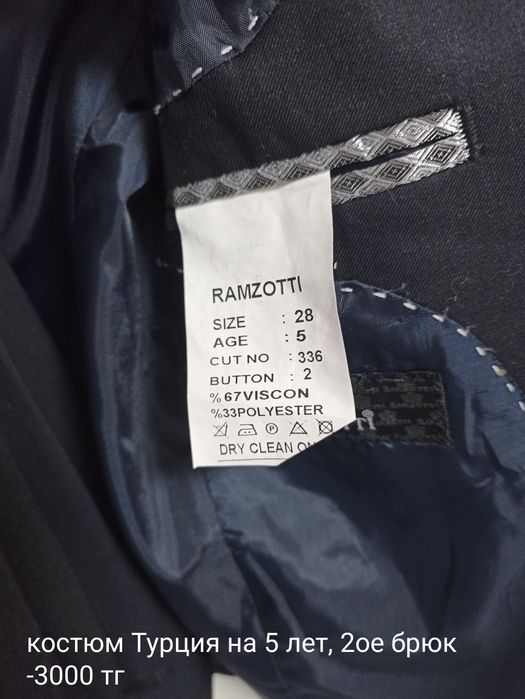 RAMZOTTI
SIZE : 28
AGE : 5
CUT NO : 336
BUTTON : 2
%67VISCON
%33POLYESTER
DRY CLEAN ON
костюм Турция на 5 лет, 2ое брюк
-3000 тг